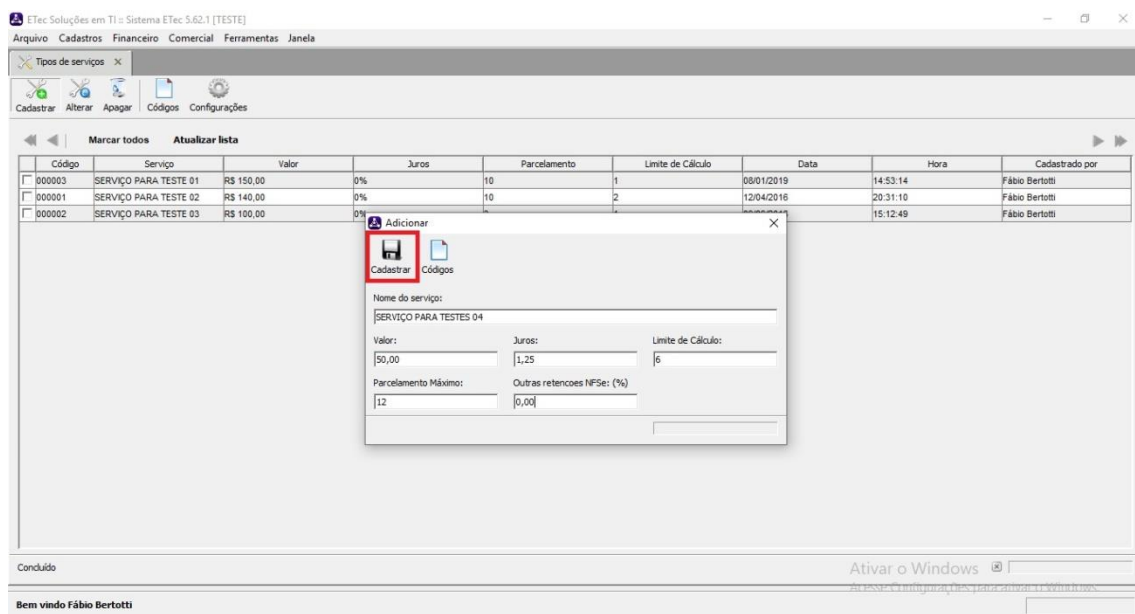 ETec Soluções em TI :: Sistema ETec 5.62.1 [TESTE]
Arquivo Cadastros Financeiro Comercial Ferramentas Janela
Tipos de serviços X
Cadastrar Alterar Apagar Códigos Configurações
Marcar todos Atualizar lista
Código Serviço Valor Juros Parcelamento Limite de Cálculo Data Hora Cadastrado por
000003 SERVIÇO PARA TESTE 01 R$ 150,00 0% 10 1 08/01/2019 14:53:14 Fábio Bertotti
000001 SERVIÇO PARA TESTE 02 R$ 140,00 0% 10 2 12/04/2016 20:31:10 Fábio Bertotti
000002 SERVIÇO PARA TESTE 03 R$ 100,00 0% 15:12:49 Fábio Bertotti
Adicionar
Cadastrar Códigos
Nome do serviço:
SERVIÇO PARA TESTES 04
Valor: Juros: Limite de Cálculo:
50,00 1,25 6
Parcelamento Máximo: Outras retencoes NFSe: (%)
12 0,00
Concluído
Ativar o Windows
Acesse Configurações para ativar o Windows.
Bem vindo Fábio Bertotti